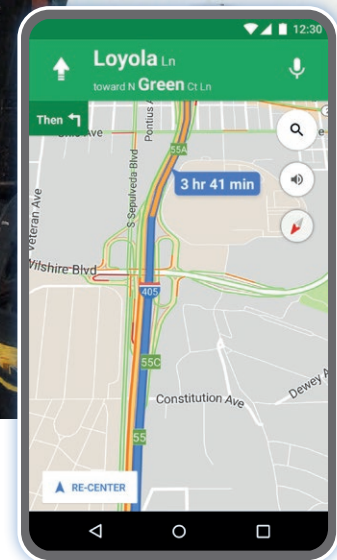 12:30
Loyola Ln
toward N Green Ct Ln
Then
Ohio Ave
Pontius A
55A
3 hr 41 min
S Sepulveda Blvd
Veteran Ave
Wilshire Blvd
405
55C
Constitution Ave
Dewey A
55
RE-CENTER